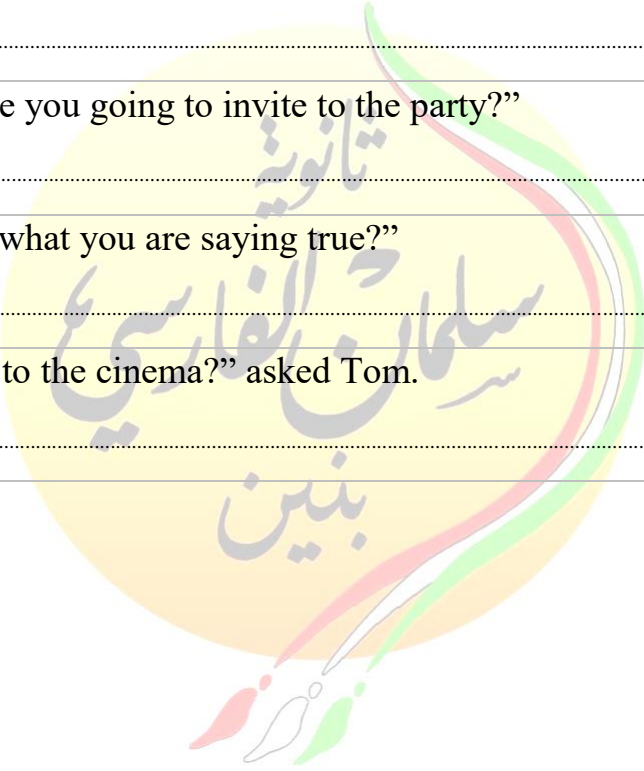 e you going to invite to the party?”
ثانوية
what you are saying true?”
سلمان الفارسي ع
to the cinema?” asked Tom.
بنين